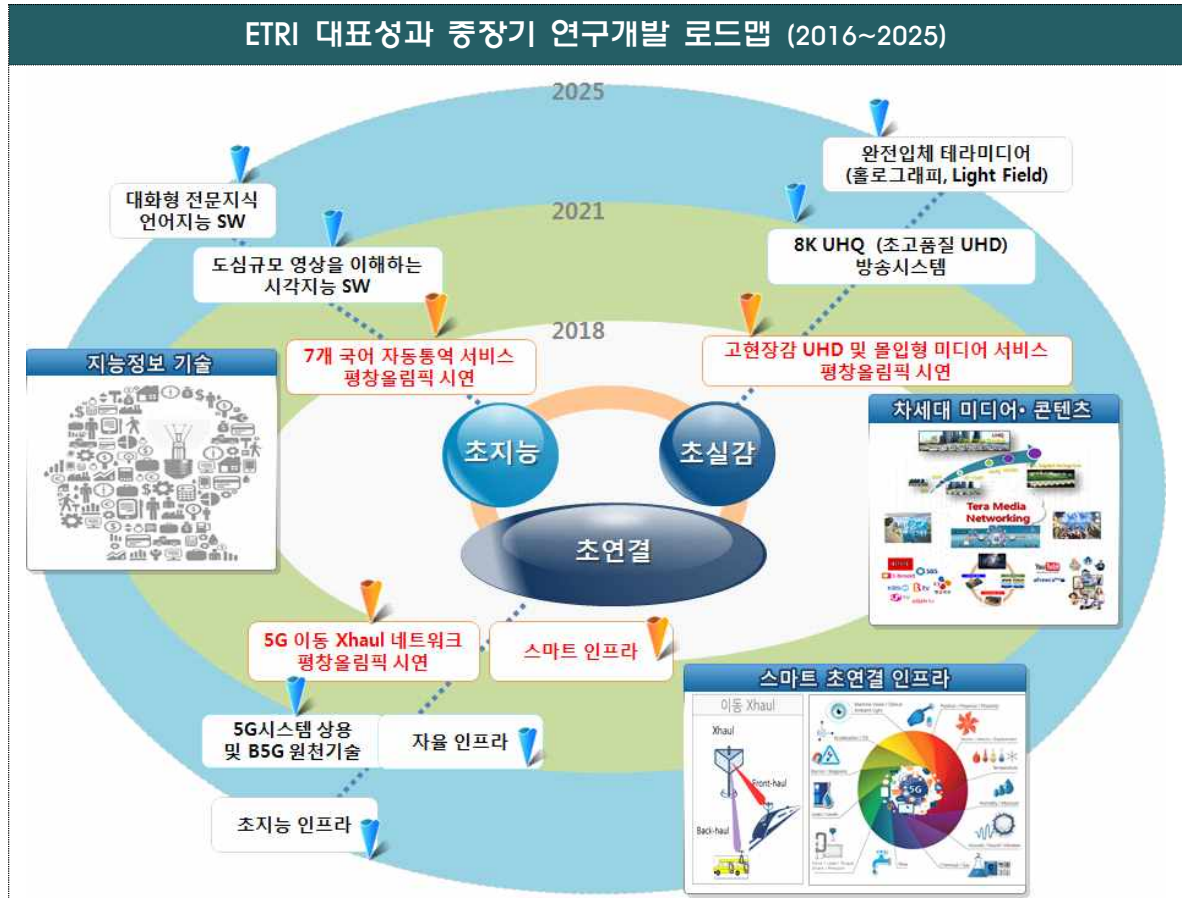 ETRI 대표성과 중장기 연구개발 로드맵 (2016~2025)
2025
완전입체 테라미디어
(홀로그래피, Light Field)
대화형 전문지식
언어지능 SW
2021
도심규모 영상을 이해하는
시각지능 SW
8K UHQ (초고품질 UHD)
방송시스템
2018
7개 국어 자동통역 서비스
평창올림픽 시연
고현장감 UHD 및 몰입형 미디어 서비스
평창올림픽 시연
지능정보 기술
차세대 미디어• 콘텐츠
Tera Media
Networking
YouTube
SBS
초지능
초실감
초연결
5G 이동 Xhaul 네트워크
평창올림픽 시연
스마트 인프라
5G시스템 상용
및 B5G 원천기술
자율 인프라
초지능 인프라
스마트 초연결 인프라
이동 Xhaul
Xhaul
Front-haul
Back-haul
5G